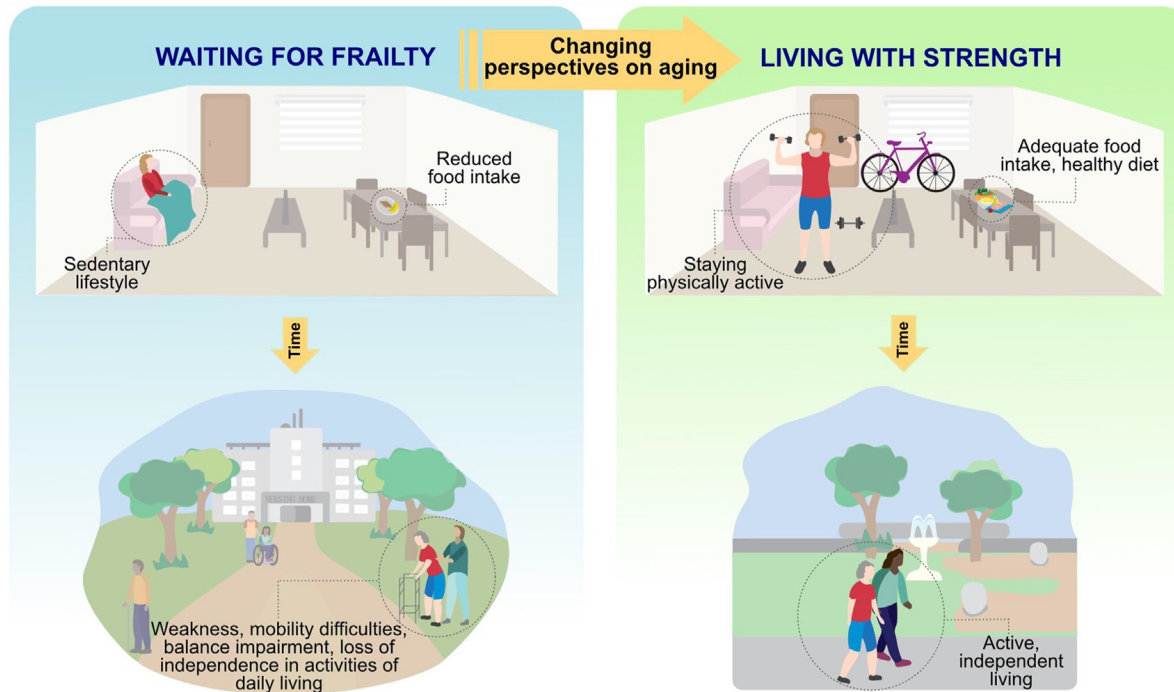 WAITING FOR FRAILTY
Changing
perspectives on aging
LIVING WITH STRENGTH
Reduced
food intake
Sedentary
lifestyle
Adequate food
intake, healthy diet
Staying
physically active
Time
Time
NURSING HOME
Weakness, mobility difficulties,
balance impairment, loss of
independence in activities of
daily living
Active,
independent
living